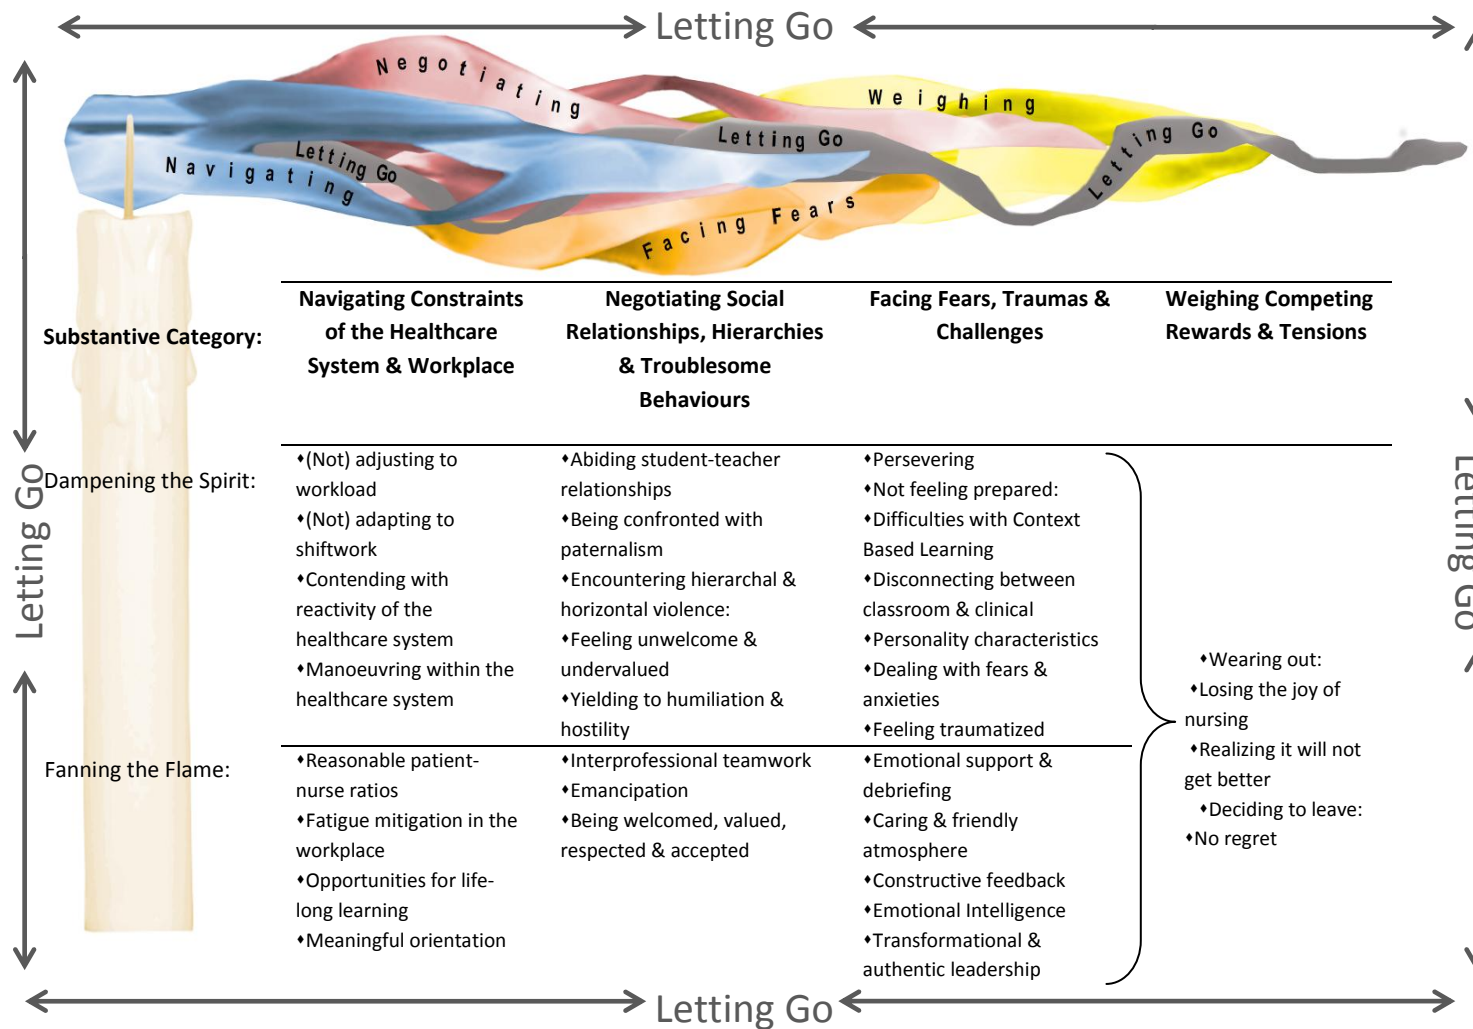 Letting Go
Negotiating
Weighing
Letting Go
Letting Go
Letting Go
Navigating
Facing Fears
Substantive Category:
Navigating Constraints
of the Healthcare
System & Workplace
Negotiating Social
Relationships, Hierarchies
& Troublesome
Behaviours
Facing Fears, Traumas &
Challenges
Weighing Competing
Rewards & Tensions
Letting Go
Dampening the Spirit:
♦(Not) adjusting to
workload
♦(Not) adapting to
shiftwork
♦Contending with
reactivity of the
healthcare system
♦Manoeuvring within the
healthcare system
♦Abiding student-teacher
relationships
♦Being confronted with
paternalism
♦Encountering hierarchal &
horizontal violence:
♦Feeling unwelcome &
undervalued
♦Yielding to humiliation &
hostility
♦Persevering
♦Not feeling prepared:
♦Difficulties with Context
Based Learning
♦Disconnecting between
classroom & clinical
♦Personality characteristics
♦Dealing with fears &
anxieties
♦Feeling traumatized
Fanning the Flame:
♦Reasonable patient-
nurse ratios
♦Fatigue mitigation in the
workplace
♦Opportunities for life-
long learning
♦Meaningful orientation
♦Interprofessional teamwork
♦Emancipation
♦Being welcomed, valued,
respected & accepted
♦Emotional support &
debriefing
♦Caring & friendly
atmosphere
♦Constructive feedback
♦Emotional Intelligence
♦Transformational &
authentic leadership
♦Wearing out:
♦Losing the joy of
nursing
♦Realizing it will not
get better
♦Deciding to leave:
♦No regret
Letting Go
Letting Go